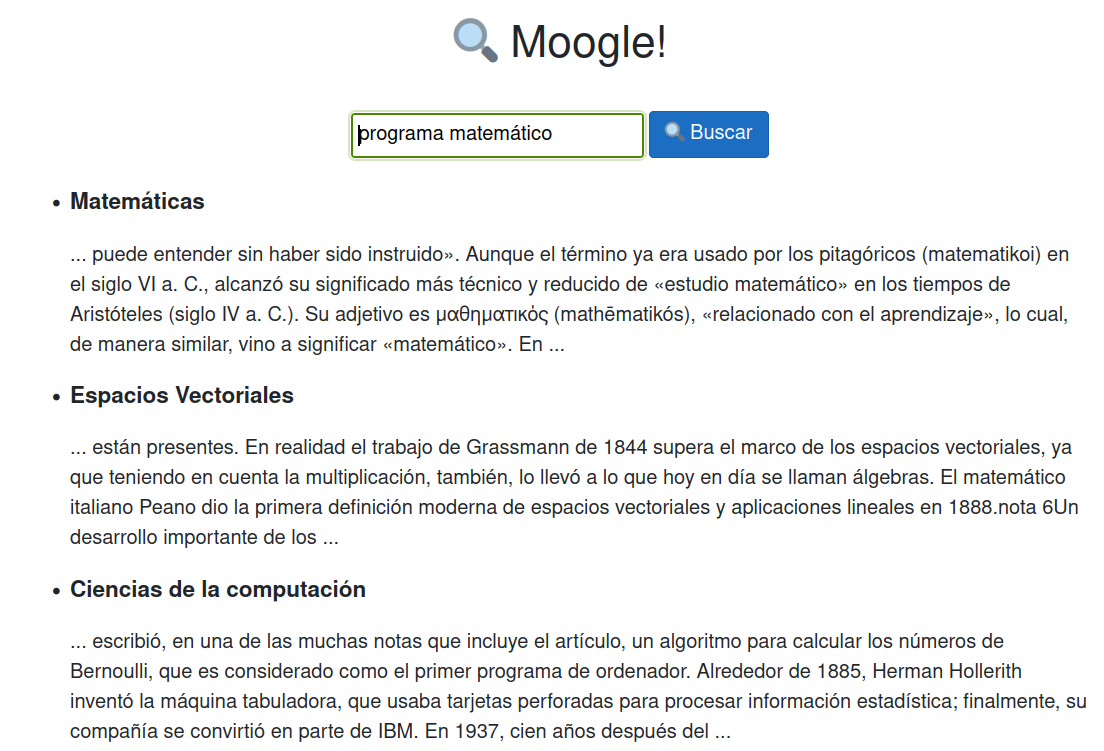 Moogle!
programa matemático
Buscar
Matemáticas
... puede entender sin haber sido instruido». Aunque el término ya era usado por los pitagóricos (matematikoi) en
el siglo VI a. C., alcanzó su significado más técnico y reducido de «estudio matemático» en los tiempos de
Aristóteles (siglo IV a. C.). Su adjetivo es μαθηματικός (mathēmatikós), «relacionado con el aprendizaje», lo cual,
de manera similar, vino a significar «matemático». En ...
Espacios Vectoriales
... están presentes. En realidad el trabajo de Grassmann de 1844 supera el marco de los espacios vectoriales, ya
que teniendo en cuenta la multiplicación, también, lo llevó a lo que hoy en día se llaman álgebras. El matemático
italiano Peano dio la primera definición moderna de espacios vectoriales y aplicaciones lineales en 1888.nota 6Un
desarrollo importante de los ...
Ciencias de la computación
... escribió, en una de las muchas notas que incluye el artículo, un algoritmo para calcular los números de
Bernoulli, que es considerado como el primer programa de ordenador. Alrededor de 1885, Herman Hollerith
inventó la máquina tabuladora, que usaba tarjetas perforadas para procesar información estadística; finalmente, su
compañía se convirtió en parte de IBM. En 1937, cien años después del ...